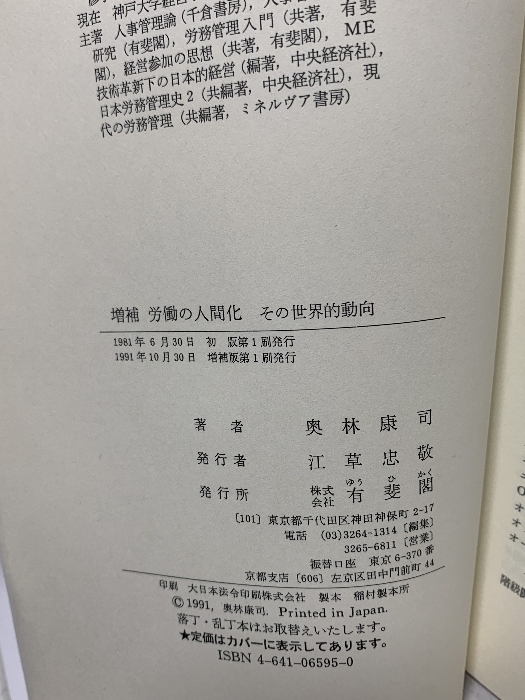 現在 神戸大学経営
主著 人事管理論(千倉書房),
研究(有斐閣),労務管理入門(共著,有斐
閣),経営参加の思想(共著,有斐閣),ME
技術革新下の日本的経営(編著,中央経済社),
日本労務管理史2(共編著,中央経済社),現
代の労務管理(共編著,ミネルヴァ書房)
増補 労働の人間化 その世界的動向
1981年6月30日 初 版第1刷発行
1991年10月30日 増補版第1刷発行
著者 奥林康司
発行者 江草忠敬
ゆう ひ かく
発行所 株式会社 有斐閣
〔101〕東京都千代田区神田神保町2-17
電話 (03)3264-1314〔編集〕
3265-6811〔営業〕
振替口座 東京6-370番
京都支店〔606〕左京区田中門前町44
印刷 大日本法令印刷株式会社 製本 稲村製本所
©1991, 奥林康司. Printed in Japan.
落丁・乱丁本はお取替えいたします。
★定価はカバーに表示してあります。
ISBN 4-641-06595-0
階級